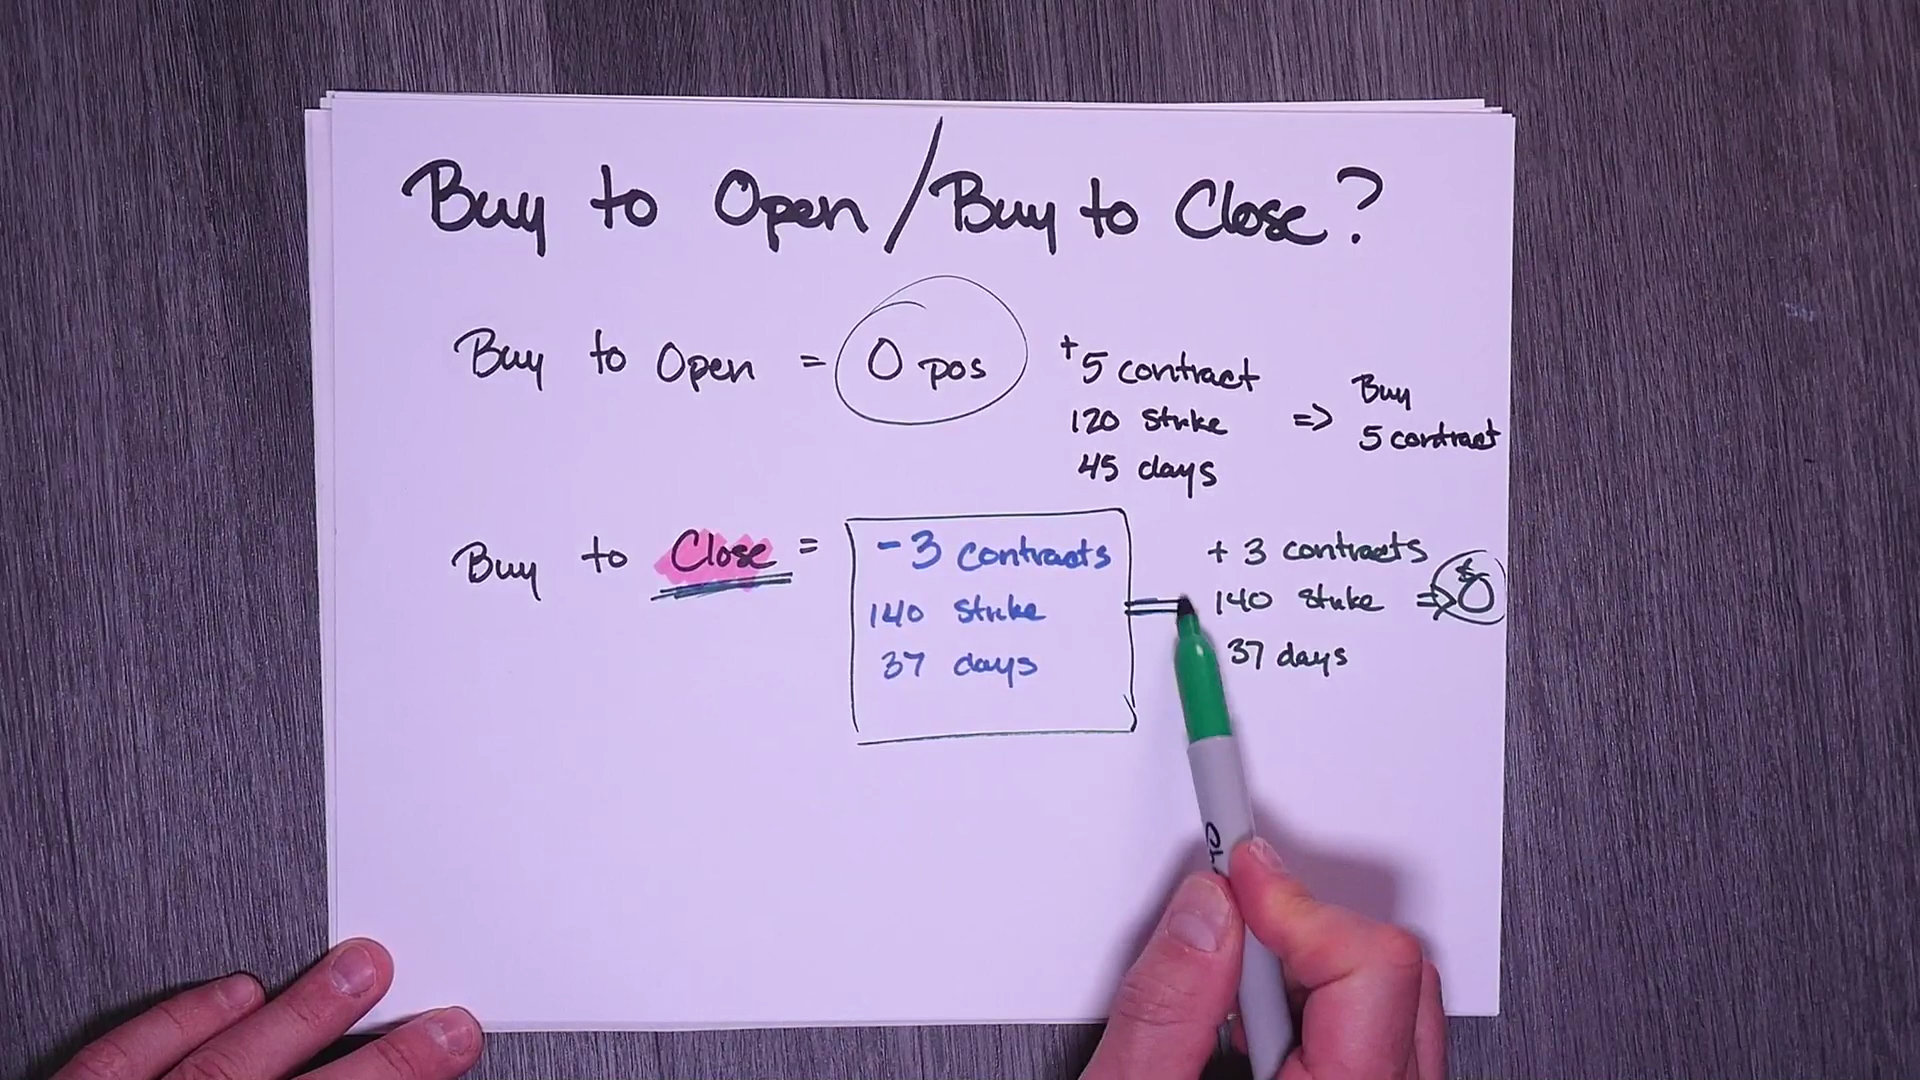 Buy to Open / Buy to Close?
Buy to Open = 0 pos
+5 contract
120 strike
45 days
=> Buy
5 contract
Buy to Close =
-3 contracts
140 strike
37 days
+ 3 contracts
140 strike => $0
37 days